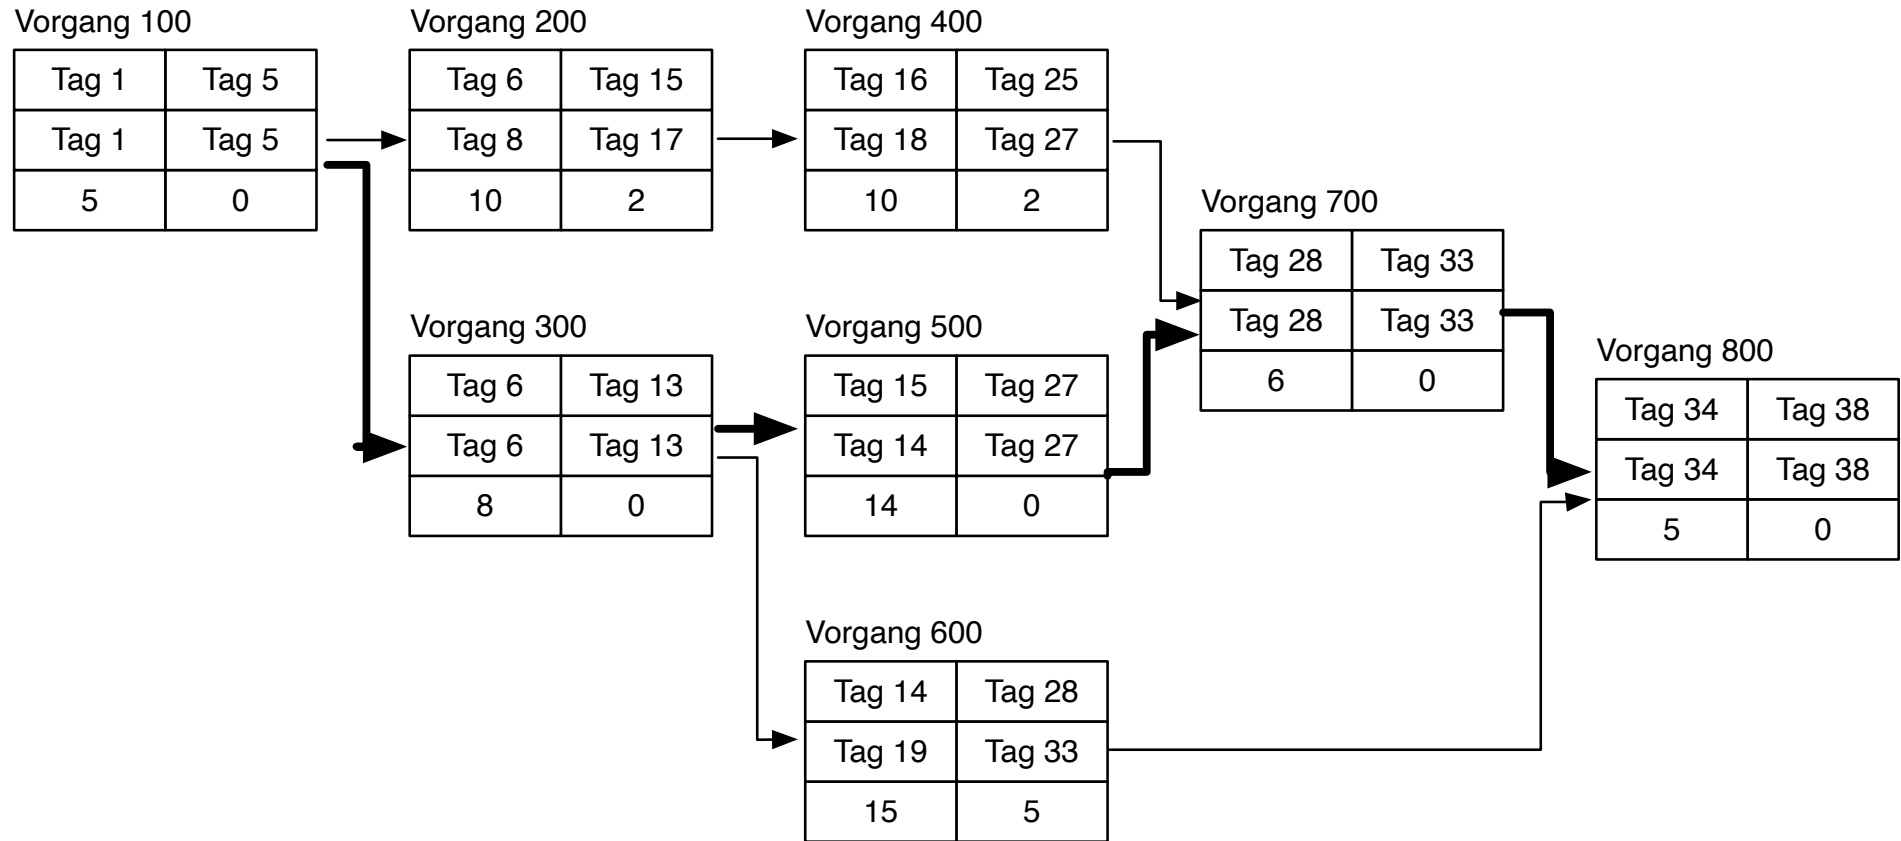 Vorgang 100
Tag 1 Tag 5
Tag 1 Tag 5
5 0
Vorgang 200
Tag 6 Tag 15
Tag 8 Tag 17
10 2
Vorgang 400
Tag 16 Tag 25
Tag 18 Tag 27
10 2
Vorgang 700
Tag 28 Tag 33
Tag 28 Tag 33
6 0
Vorgang 300
Tag 6 Tag 13
Tag 6 Tag 13
8 0
Vorgang 500
Tag 15 Tag 27
Tag 14 Tag 27
14 0
Vorgang 800
Tag 34 Tag 38
Tag 34 Tag 38
5 0
Vorgang 600
Tag 14 Tag 28
Tag 19 Tag 33
15 5